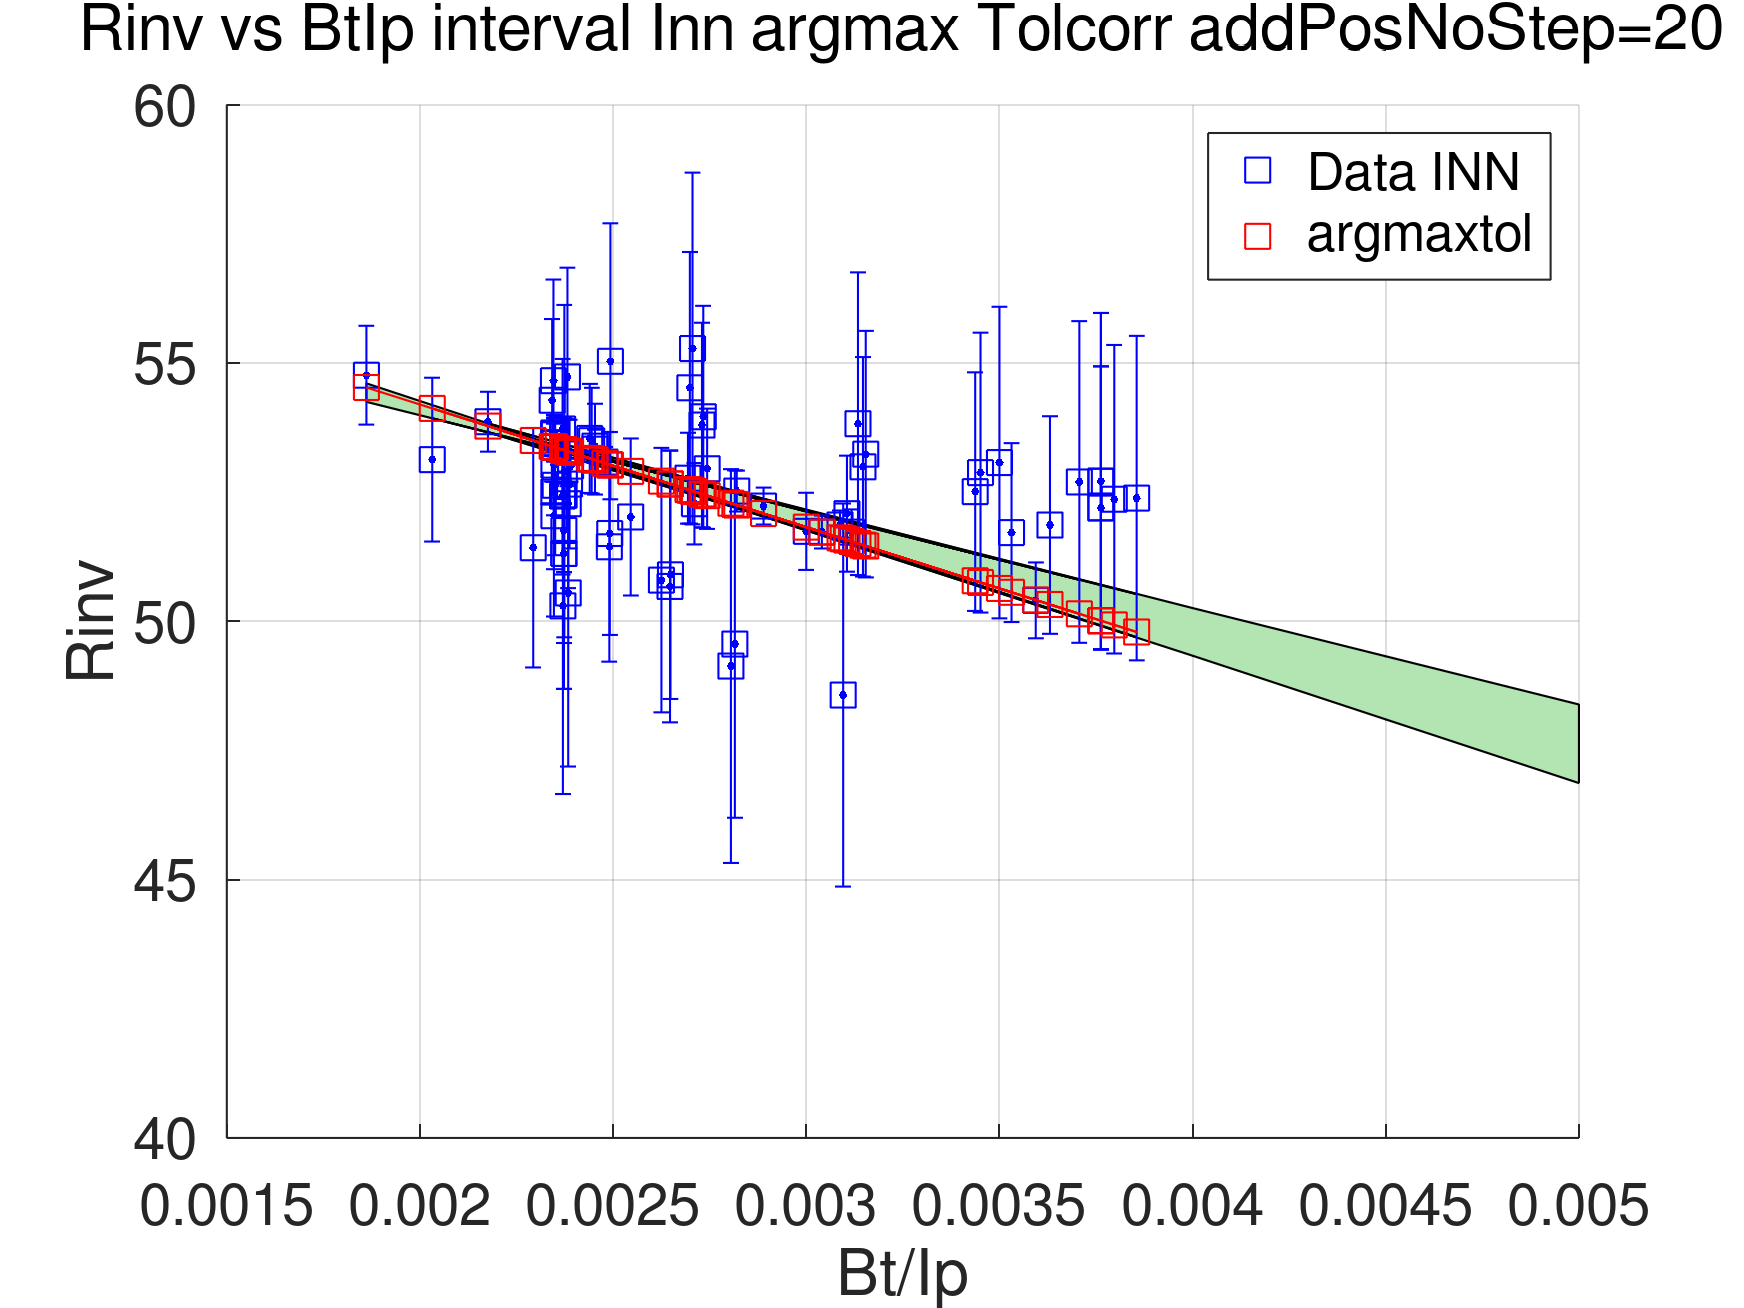 Rinv vs BtIp interval Inn argmax Tolcorr addPosNoStep=20
60
55
50
45
40
Rinv
Data INN
argmaxtol
0.0015 0.002 0.0025 0.003 0.0035 0.004 0.0045 0.005
Bt/Ip